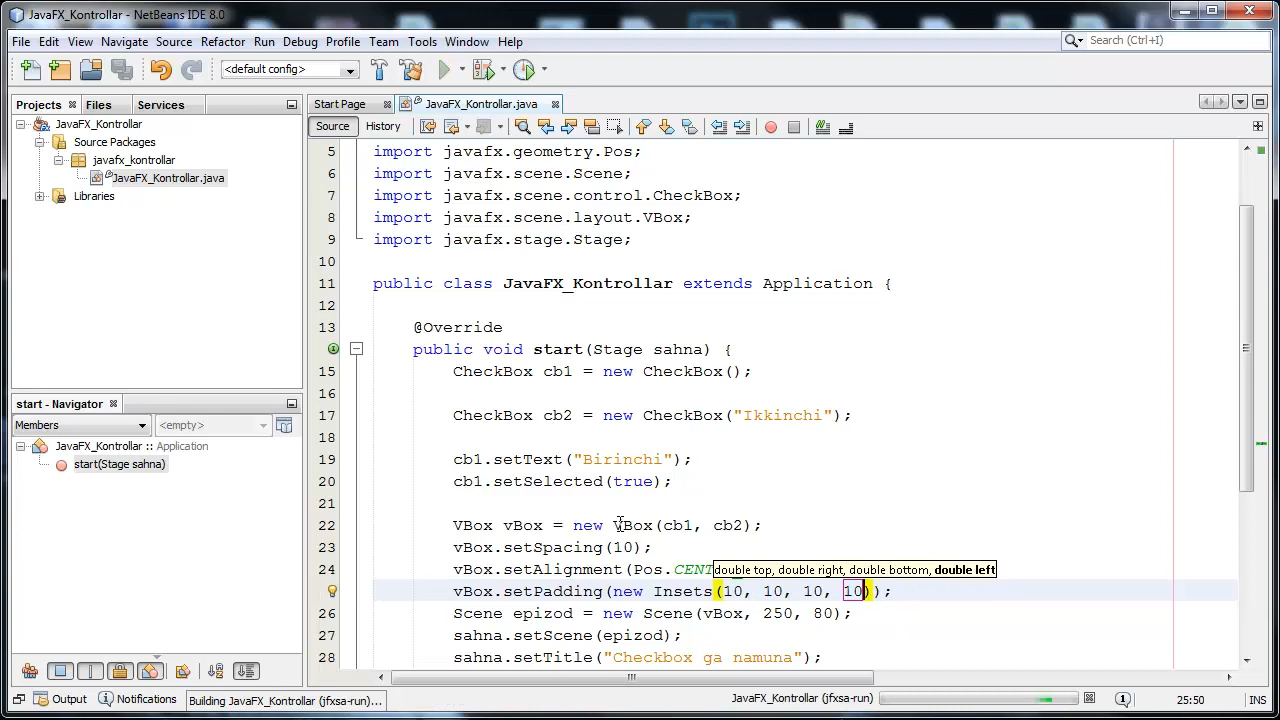 JavaFX_Kontrollar - NetBeans IDE 8.0
File Edit View Navigate Source Refactor Run Debug Profile Team Tools Window Help
Search (Ctrl+I)
<default config>
Projects Files Services
Start Page JavaFX_Kontrollar.java
Source History
JavaFX_Kontrollar
Source Packages
javafx_kontrollar
JavaFX_Kontrollar.java
Libraries
5 import javafx.geometry.Pos;
6 import javafx.scene.Scene;
7 import javafx.scene.control.CheckBox;
8 import javafx.scene.layout.VBox;
9 import javafx.stage.Stage;
10
11 public class JavaFX_Kontrollar extends Application {
12
13 @Override
public void start(Stage sahna) {
15 CheckBox cb1 = new CheckBox();
16
17 CheckBox cb2 = new CheckBox("Ikkinchi");
18
19 cb1.setText("Birinchi");
20 cb1.setSelected(true);
21
22 VBox vBox = new VBox(cb1, cb2);
23 vBox.setSpacing(10);
24 vBox.setAlignment(Pos.CENT
double top, double right, double bottom, double left
vBox.setPadding(new Insets(10, 10, 10, 10));
26 Scene epizod = new Scene(vBox, 250, 80);
27 sahna.setScene(epizod);
28 sahna.setTitle("Checkbox ga namuna");
start - Navigator
Members <empty>
JavaFX_Kontrollar :: Application
start(Stage sahna)
Output Notifications Building JavaFX_Kontrollar (jfxsa-run)... JavaFX_Kontrollar (jfxsa-run) 1 25:50 INS